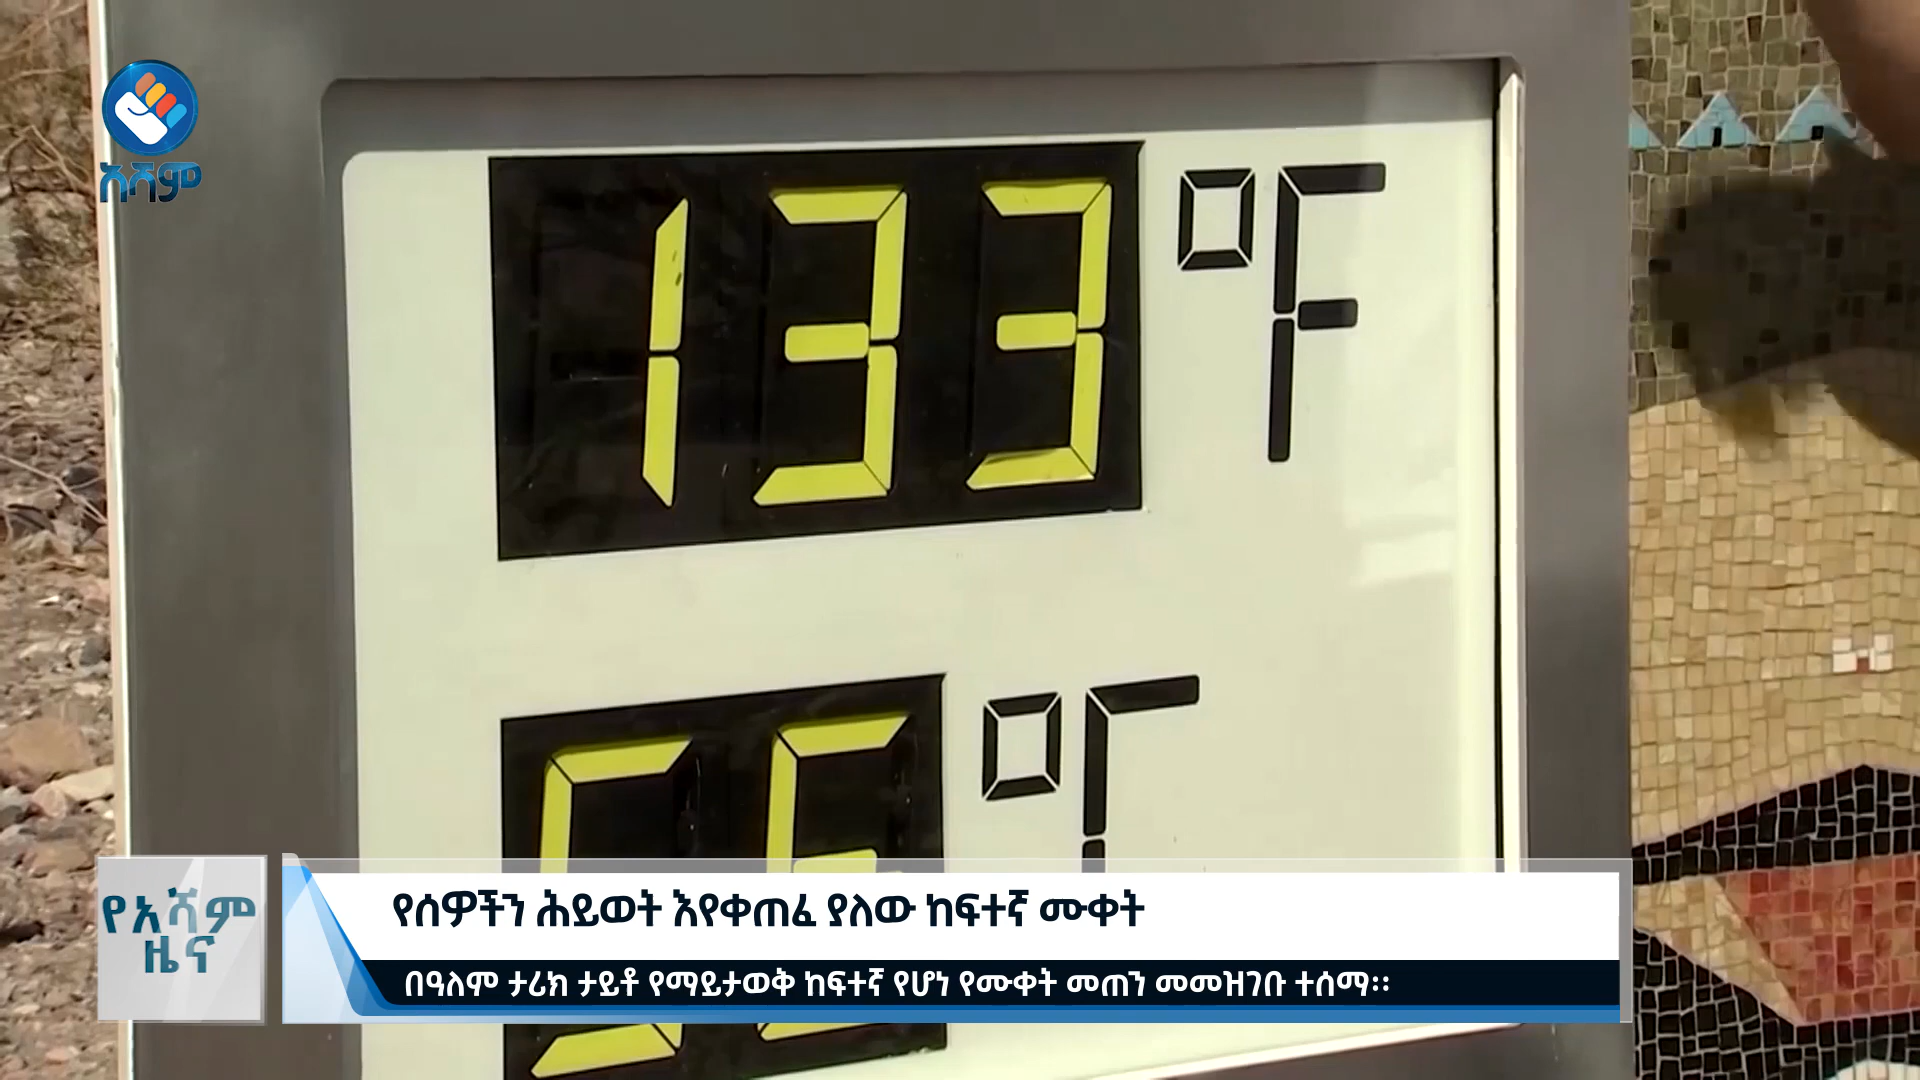 አሻም
133 °F
የሰዎችን ሕይወት እየቀጠፈ ያለው ከፍተኛ ሙቀት
የአሻም
ዜና
በዓለም ታሪክ ታይቶ የማይታወቅ ከፍተኛ የሆነ የሙቀት መጠን መመዝገቡ ተሰማ፡፡